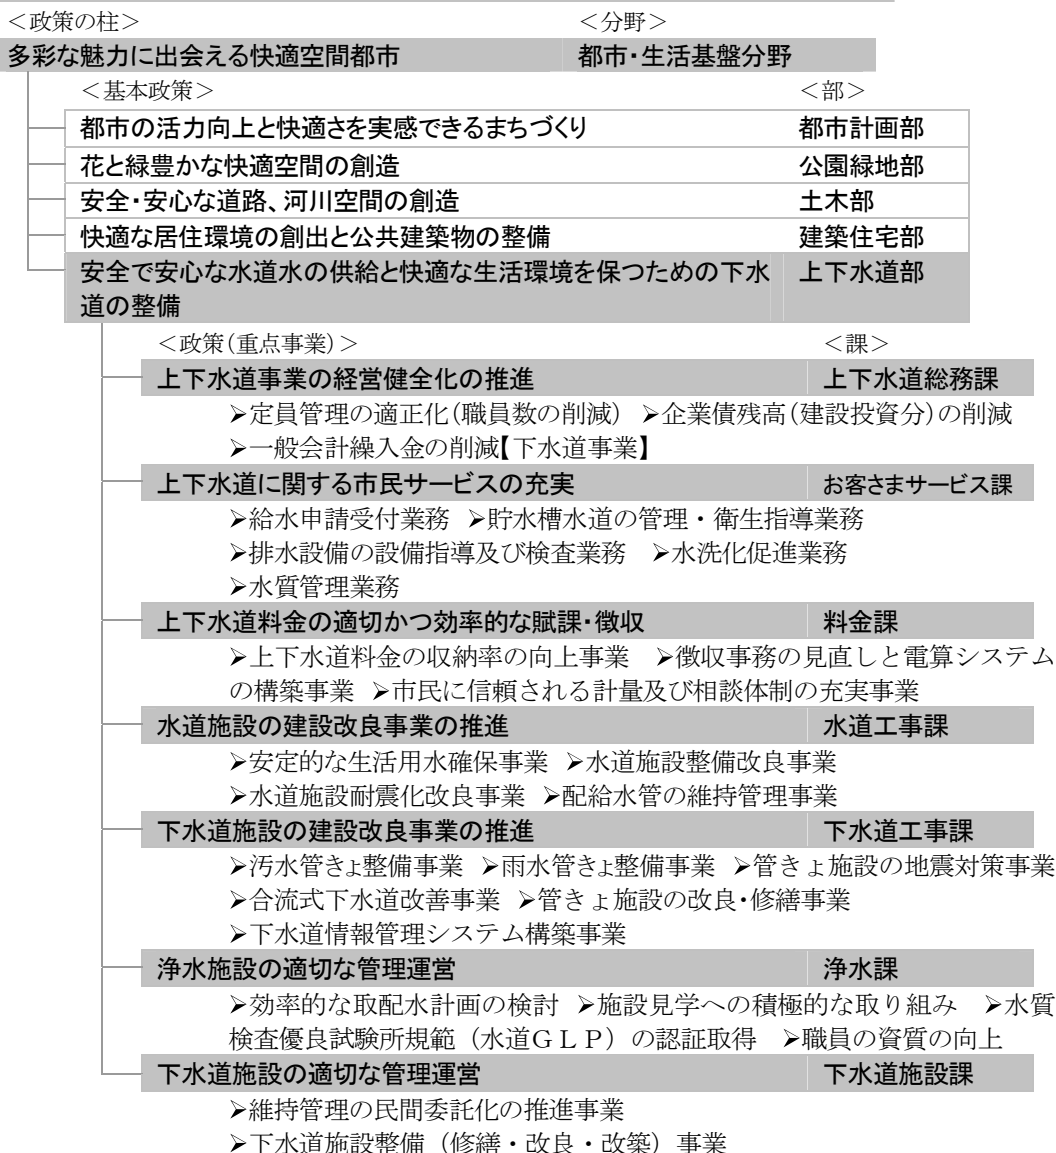 ＜政策の柱＞ ＜分野＞
多彩な魅力に出会える快適空間都市 都市・生活基盤分野
＜基本政策＞ ＜部＞
都市の活力向上と快適さを実感できるまちづくり 都市計画部
花と緑豊かな快適空間の創造 公園緑地部
安全・安心な道路、河川空間の創造 土木部
快適な居住環境の創出と公共建築物の整備 建築住宅部
安全で安心な水道水の供給と快適な生活環境を保つための下水 上下水道部
道の整備
＜政策（重点事業）＞ ＜課＞
上下水道事業の経営健全化の推進 上下水道総務課
➢定員管理の適正化（職員数の削減） ➢企業債残高（建設投資分）の削減
➢一般会計繰入金の削減【下水道事業】
上下水道に関する市民サービスの充実 お客さまサービス課
➢給水申請受付業務 ➢貯水槽水道の管理・衛生指導業務
➢排水設備の設備指導及び検査業務 ➢水洗化促進業務
➢水質管理業務
上下水道料金の適切かつ効率的な賦課・徴収 料金課
➢上下水道料金の収納率の向上事業 ➢徴収事務の見直しと電算システム
の構築事業 ➢市民に信頼される計量及び相談体制の充実事業
水道施設の建設改良事業の推進 水道工事課
➢安定的な生活用水確保事業 ➢水道施設整備改良事業
➢水道施設耐震化改良事業 ➢配給水管の維持管理事業
下水道施設の建設改良事業の推進 下水道工事課
➢汚水管きょ整備事業 ➢雨水管きょ整備事業 ➢管きょ施設の地震対策事業
➢合流式下水道改善事業 ➢管きょ施設の改良・修繕事業
➢下水道情報管理システム構築事業
浄水施設の適切な管理運営 浄水課
➢効率的な取配水計画の検討 ➢施設見学への積極的な取り組み ➢水質
検査優良試験所規範（水道ＧＬＰ）の認証取得 ➢職員の資質の向上
下水道施設の適切な管理運営 下水道施設課
➢維持管理の民間委託化の推進事業
➢下水道施設整備（修繕・改良・改築）事業